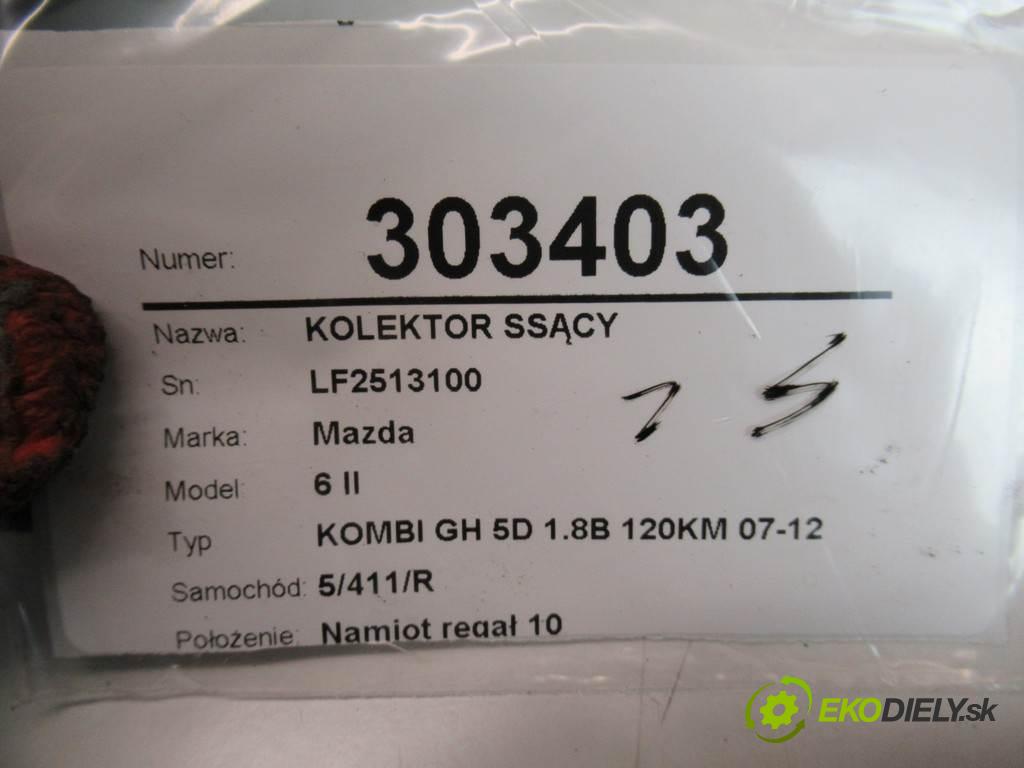 Numer: 303403
Nazwa: KOLEKTOR SSĄCY
Sn: LF2513100
Marka: Mazda
Model: 6 II
Typ KOMBI GH 5D 1.8B 120KM 07-12
Samochód: 5/411/R
Położenie: Namiot regał 10
EKODIELY.sk